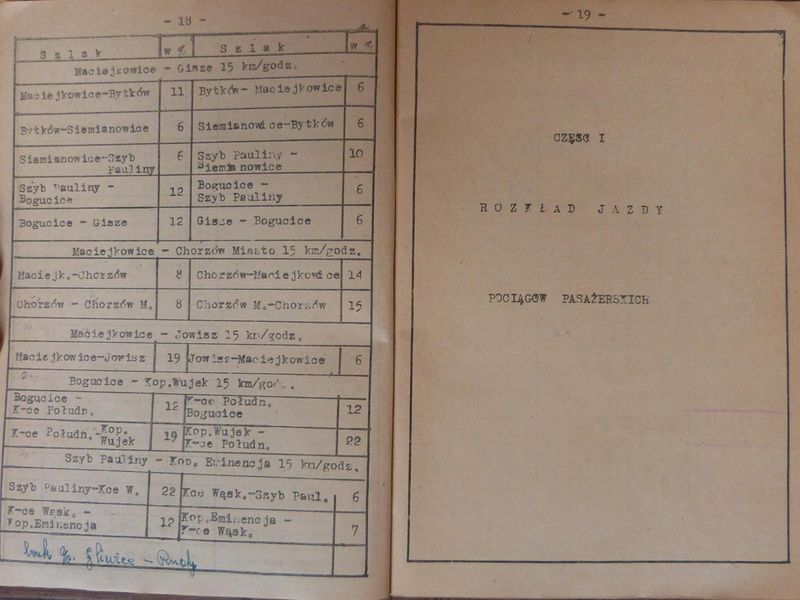 - 18 -
Szlak w g. Szlak w g.
Maciejkowice - Gisze 15 km/godz.
Maciejkowice-Bytków 11 Bytków- Maciejkowice 6
Bytków-Siemianowice 6 Siemianowice-Bytków 6
Siemianowice-Szyb Pauliny 6 Szyb Pauliny - Siemianowice 10
Szyb Pauliny - Bogucice 12 Bogucice - Szyb Pauliny 6
Bogucice - Gisze 12 Gisze - Bogucice 6
Maciejkowice - Chorzów Miasto 15 km/godz.
Maciejk.-Chorzów 8 Chorzów-Maciejkowice 14
Chorzów - Chorzów M. 8 Chorzów M.-Chorzów 15
Maciejkowice - Jowisz 15 km/godz.
Maciejkowice-Jowisz 19 Jowisz-Maciejkowice 6
Bogucice - Kop.Wujek 15 km/godz.
Bogucice - K-ce Połudn. 12 K-ce Połudn. Bogucice 12
K-ce Połudn.-Kop. Wujek 19 Kop.Wujek - K-ce Połudn. 22
Szyb Pauliny - Kop. Eminencja 15 km/godz.
Szyb Pauliny-Kce W. 22 Kce Wąsk.-Szyb Paul. 6
K-ce Wąsk. - Kop.Eminencja 12 Kop.Eminencja - K-ce Wąsk. 7
brak Gliwice - Rudy
- 19 -
CZĘŚĆ I
ROZKŁAD JAZDY
POCIĄGÓW PASAŻERSKICH